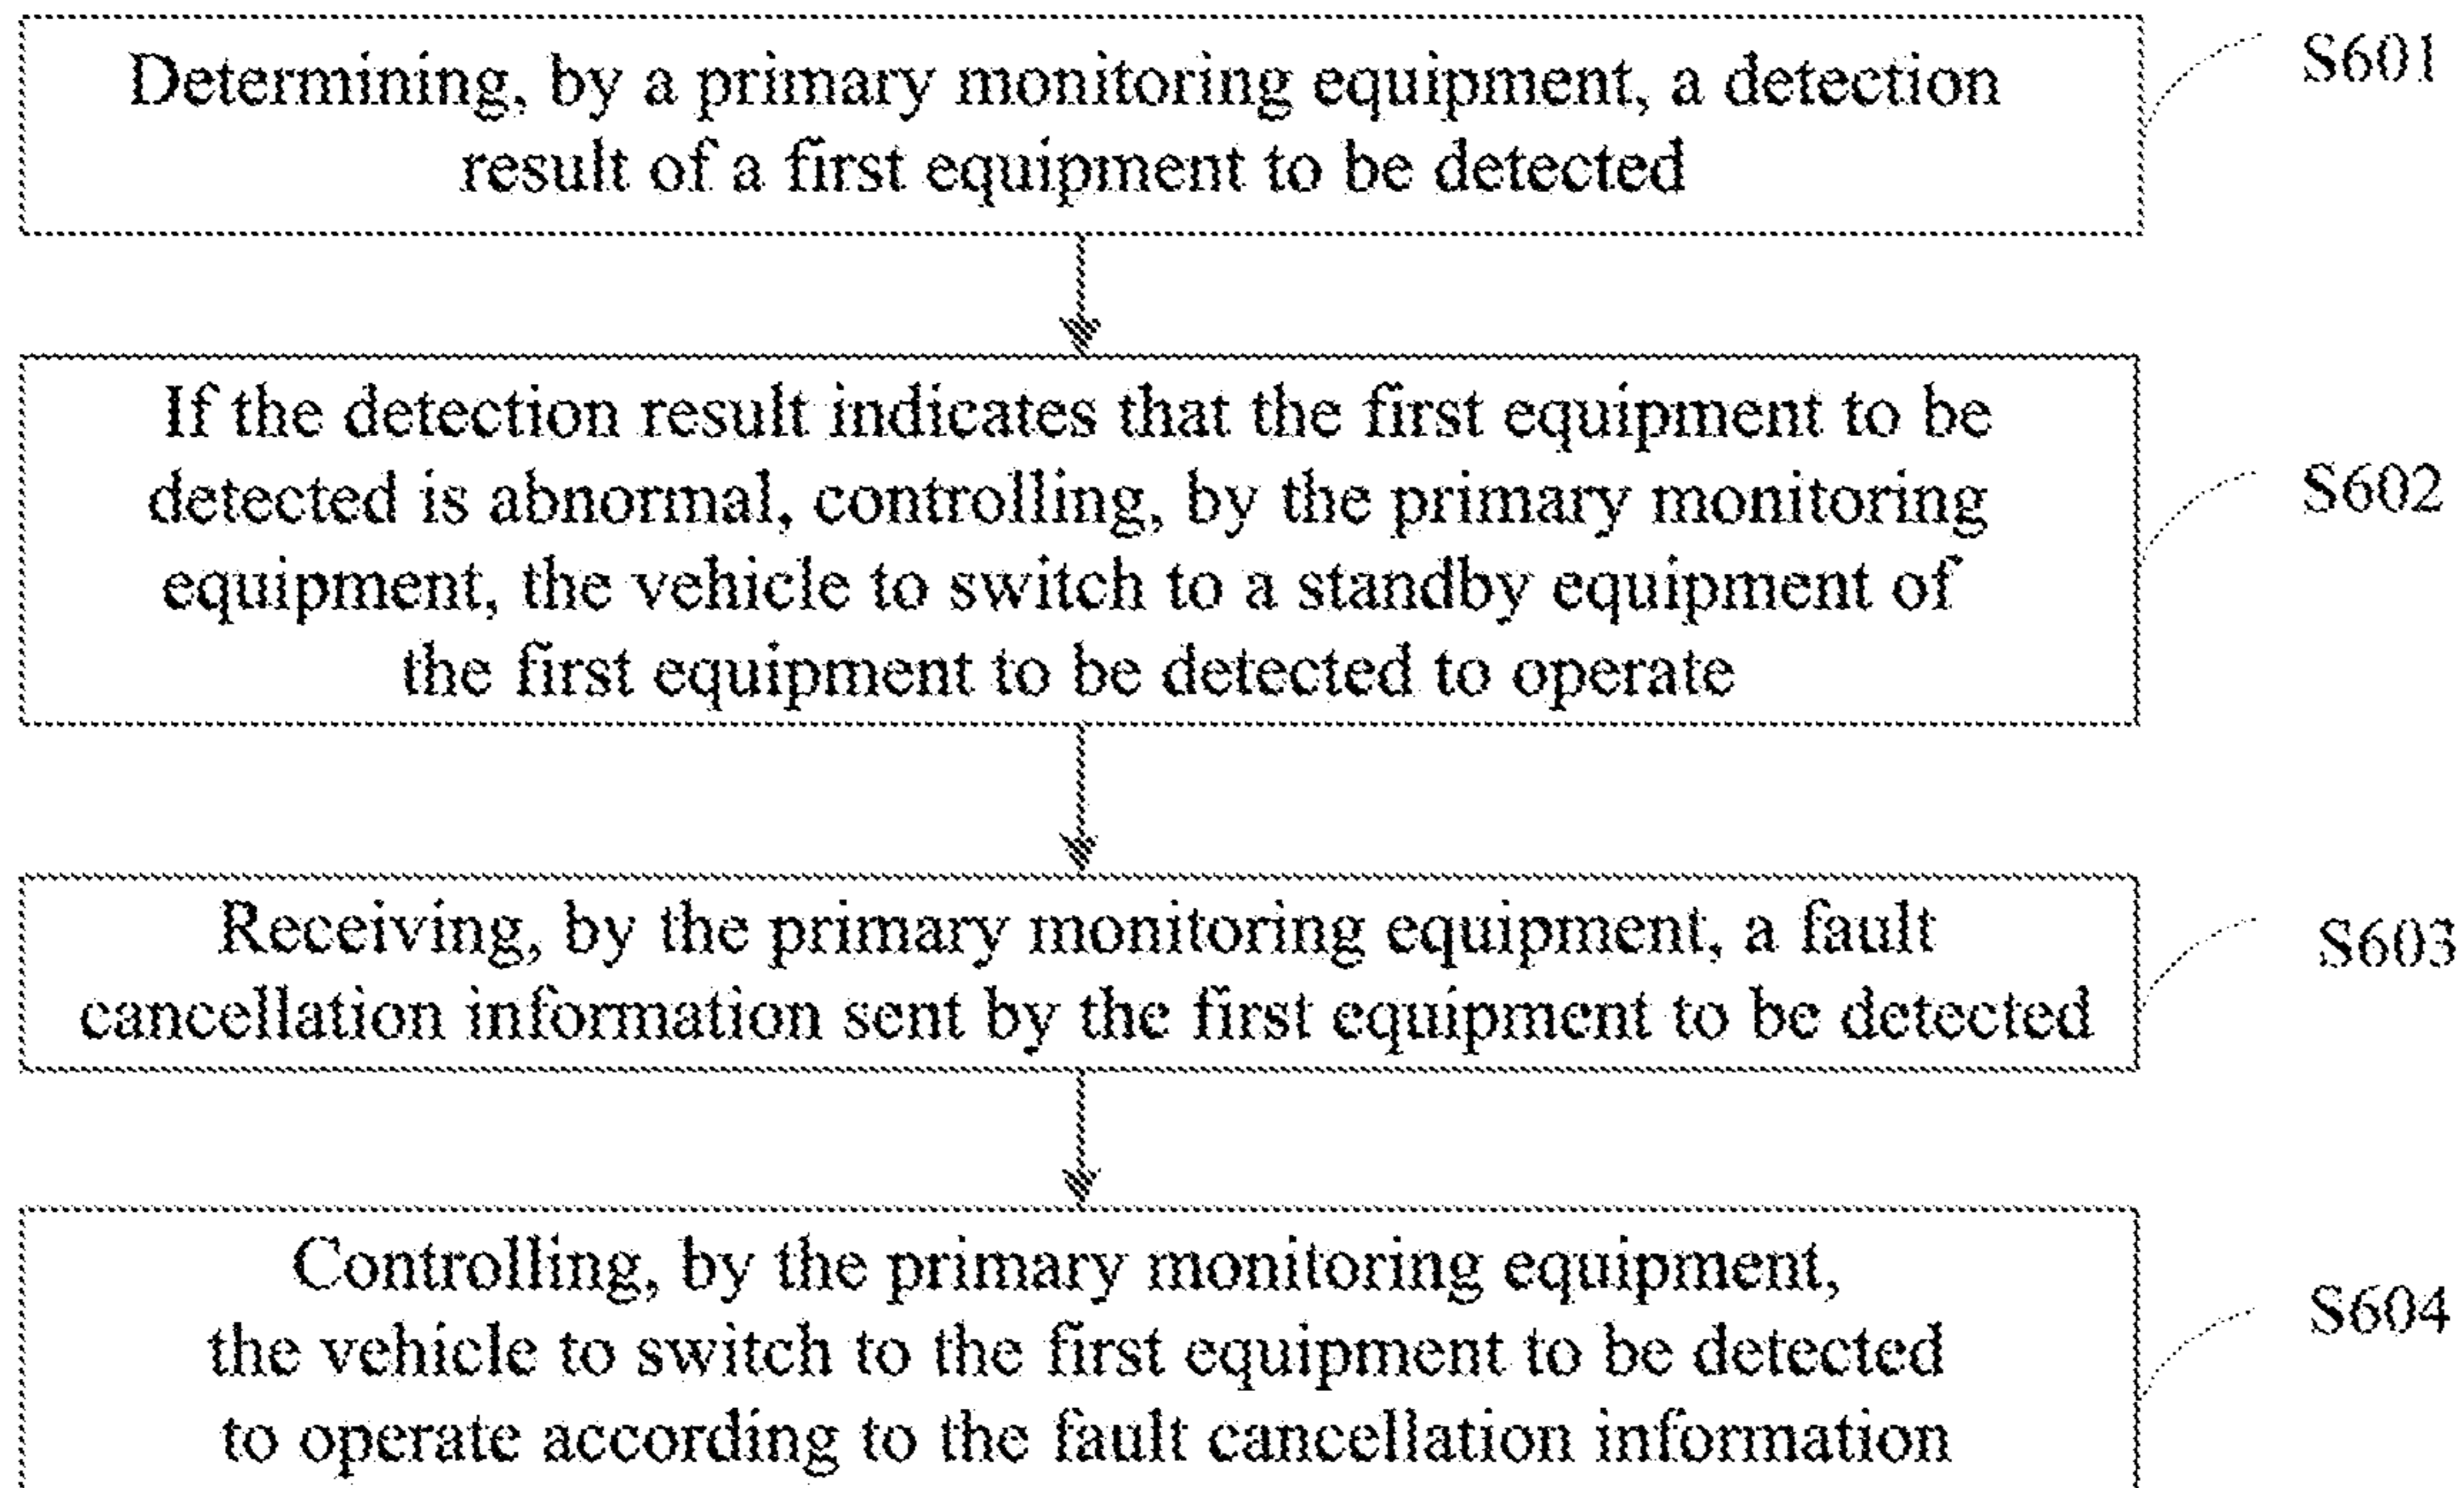 Determining, by a primary monitoring equipment, a detection
result of a first equipment to be detected
S601
If the detection result indicates that the first equipment to be
detected is abnormal, controlling, by the primary monitoring
equipment, the vehicle to switch to a standby equipment of
the first equipment to be detected to operate
S602
Receiving, by the primary monitoring equipment, a fault
cancellation information sent by the first equipment to be detected
S603
Controlling, by the primary monitoring equipment,
the vehicle to switch to the first equipment to be detected
to operate according to the fault cancellation information
S604